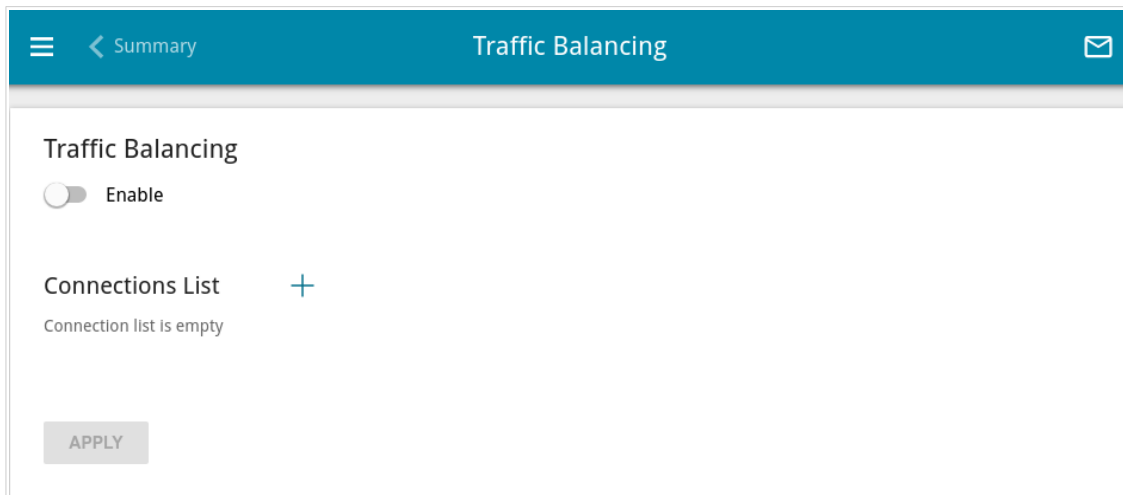 Summary
Traffic Balancing
Traffic Balancing
Enable
Connections List
Connection list is empty
APPLY